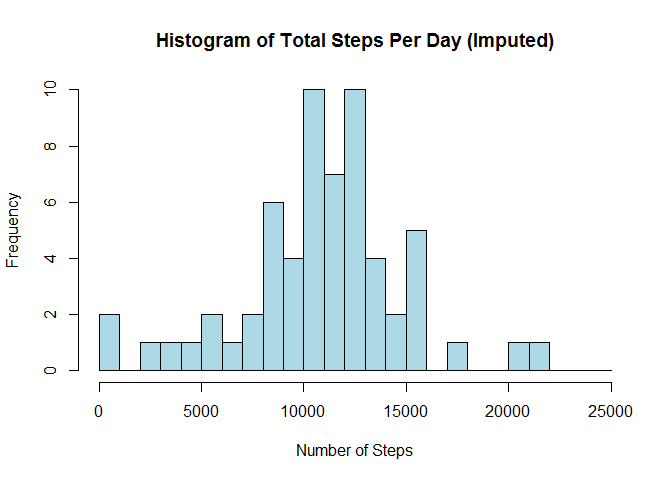 Histogram of Total Steps Per Day (Imputed)
Frequency
10
8
6
4
2
0
0 5000 10000 15000 20000 25000
Number of Steps